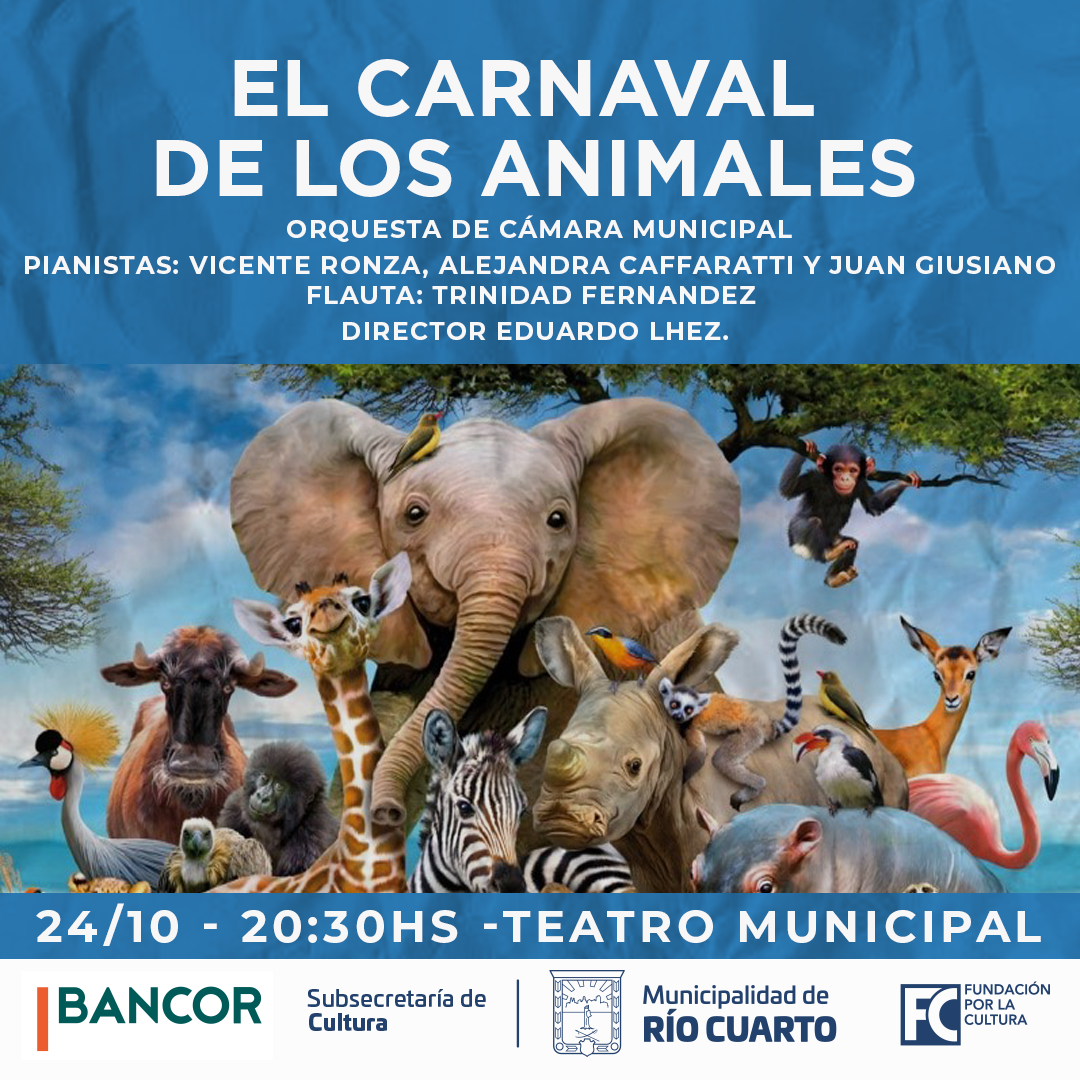 EL CARNAVAL
DE LOS ANIMALES
ORQUESTA DE CÁMARA MUNICIPAL
PIANISTAS: VICENTE RONZA, ALEJANDRA CAFFARATTI Y JUAN GIUSIANO
FLAUTA: TRINIDAD FERNANDEZ
DIRECTOR EDUARDO LHEZ.
24/10 - 20:30HS -TEATRO MUNICIPAL
BANCOR
Subsecretaría de
Cultura
Municipalidad de
RÍO CUARTO
FC
FUNDACIÓN
POR LA
CULTURA